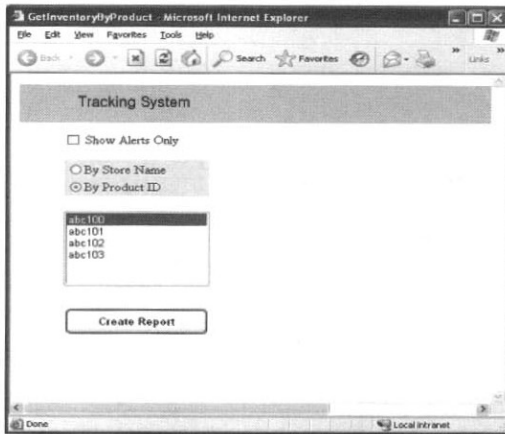 GetInventoryByProduct - Microsoft Internet Explorer
File Edit View Favorites Tools Help
Back Search Favorites Links
Tracking System
Show Alerts Only
By Store Name
By Product ID
abc100
abc101
abc102
abc103
Create Report
Done Local intranet